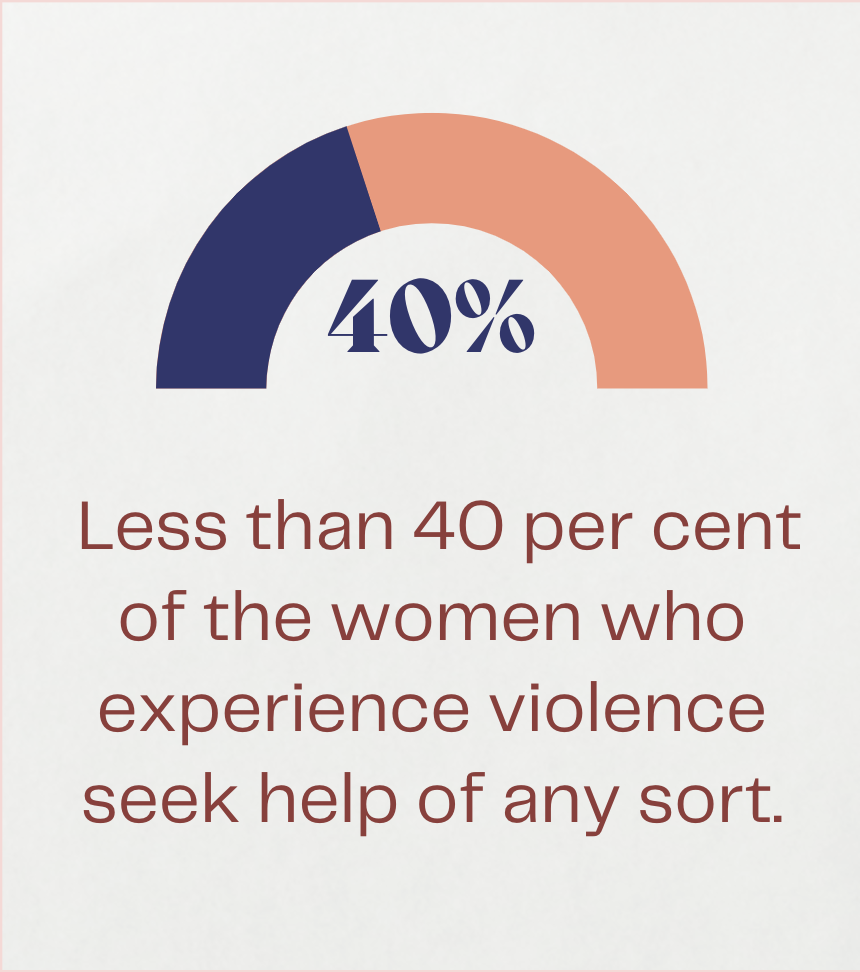 40%
Less than 40 per cent
of the women who
experience violence
seek help of any sort.